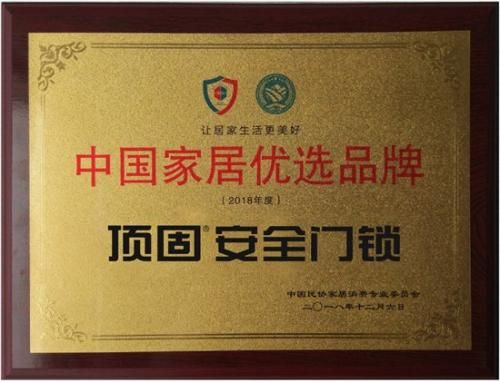 让居家生活更美好
中国家居优选品牌
(2018年度)
顶固® 安全门锁
中国民协家居消费专业委员会
二〇一八年十二月六日